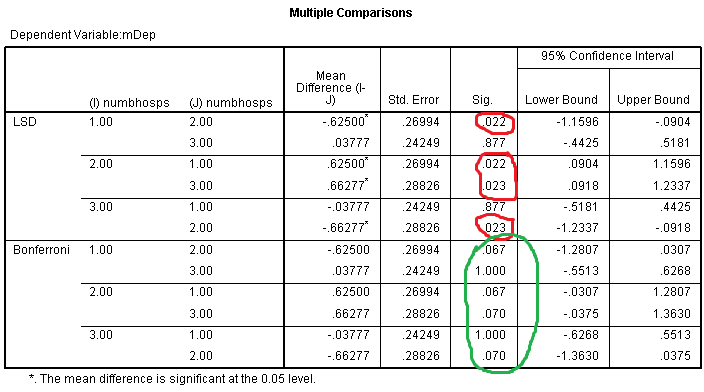 Multiple Comparisons
Dependent Variable:mDep
(I) numbhosps (J) numbhosps Mean Difference (I-J) Std. Error Sig. 95% Confidence Interval
Lower Bound Upper Bound
LSD 1.00 2.00 -.62500* .26994 .022 -1.1596 -.0904
3.00 .03777 .24249 .877 -.4425 .5181
2.00 1.00 .62500* .26994 .022 .0904 1.1596
3.00 .66277* .28826 .023 .0918 1.2337
3.00 1.00 -.03777 .24249 .877 -.5181 .4425
2.00 -.66277* .28826 .023 -1.2337 -.0918
Bonferroni 1.00 2.00 -.62500 .26994 .067 -1.2807 .0307
3.00 .03777 .24249 1.000 -.5513 .6268
2.00 1.00 .62500 .26994 .067 -.0307 1.2807
3.00 .66277 .28826 .070 -.0375 1.3630
3.00 1.00 -.03777 .24249 1.000 -.6268 .5513
2.00 -.66277 .28826 .070 -1.3630 .0375
*. The mean difference is significant at the 0.05 level.